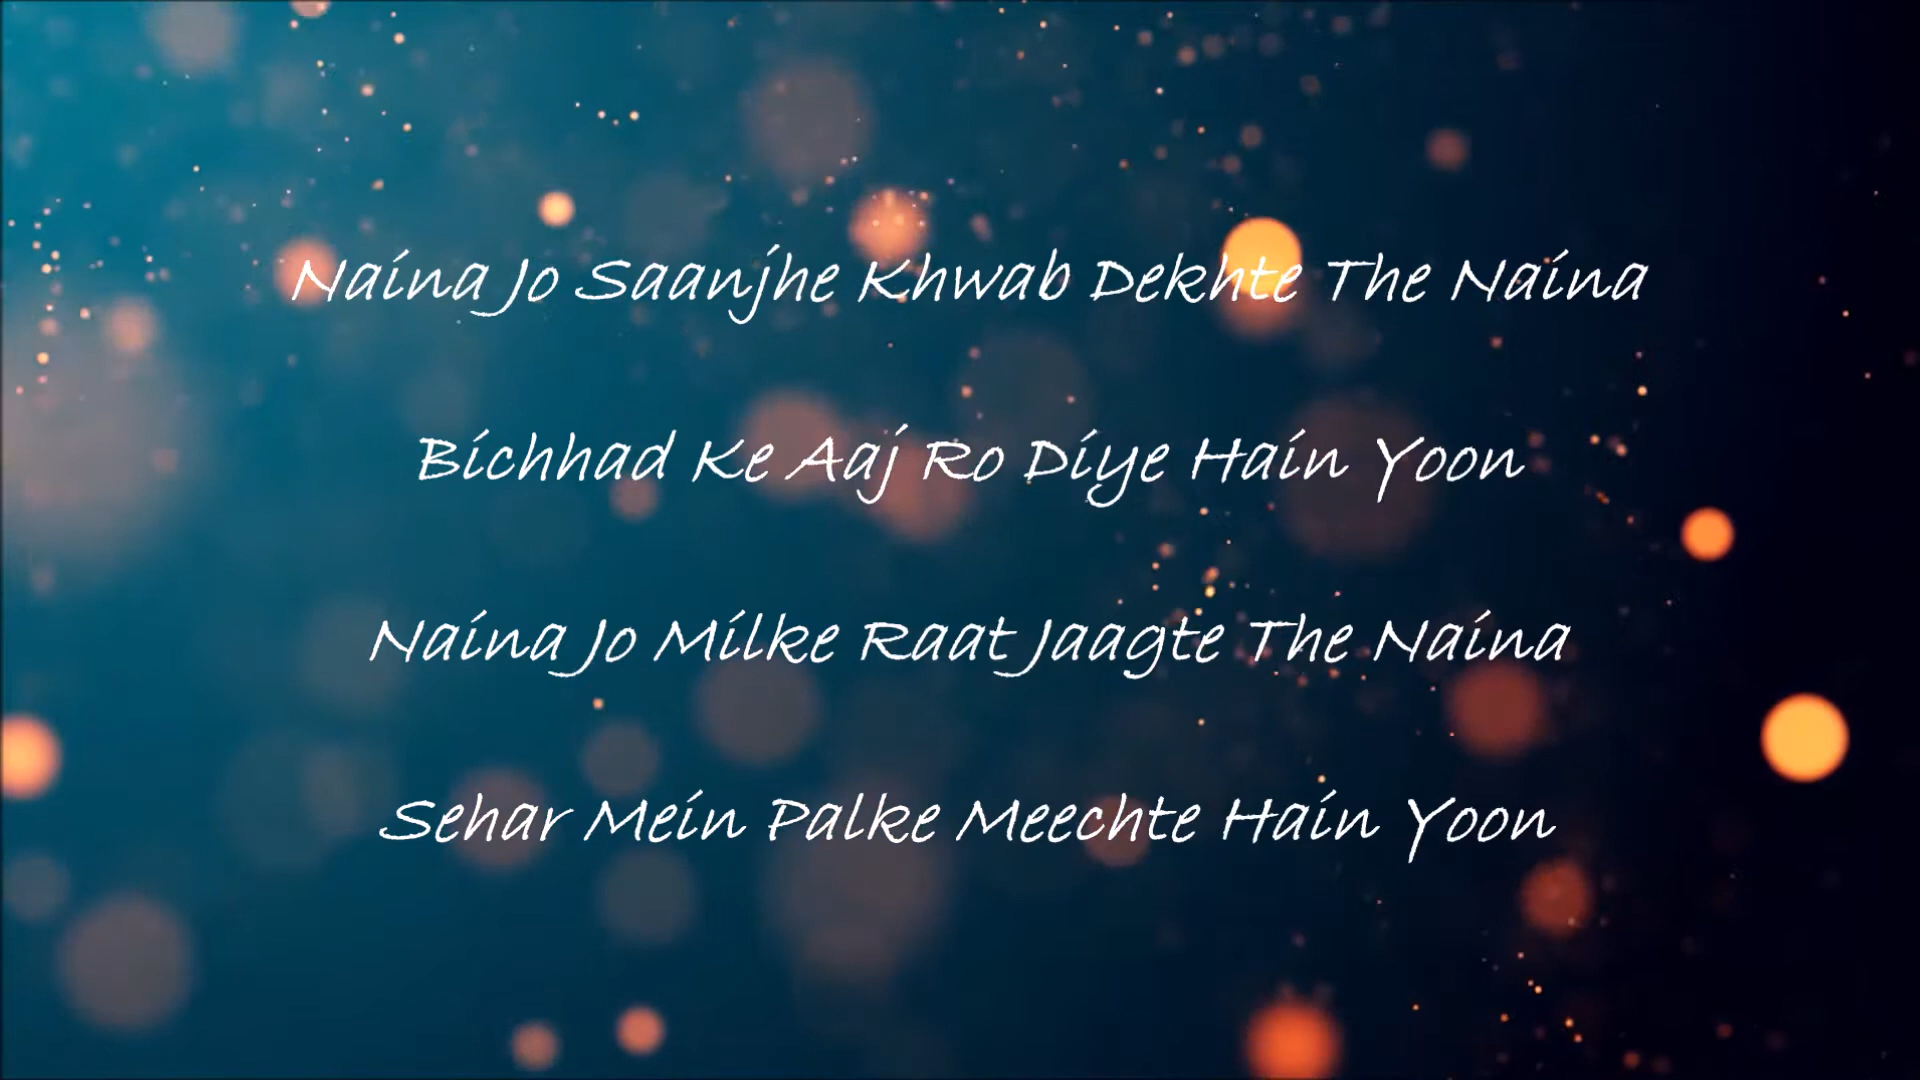 Naina Jo Saanjhe Khwab Dekhte The Naina
Bichhad Ke Aaj Ro Diye Hain Yoon
Naina Jo Milke Raat Jaagte The Naina
Sehar Mein Palke Meechte Hain Yoon